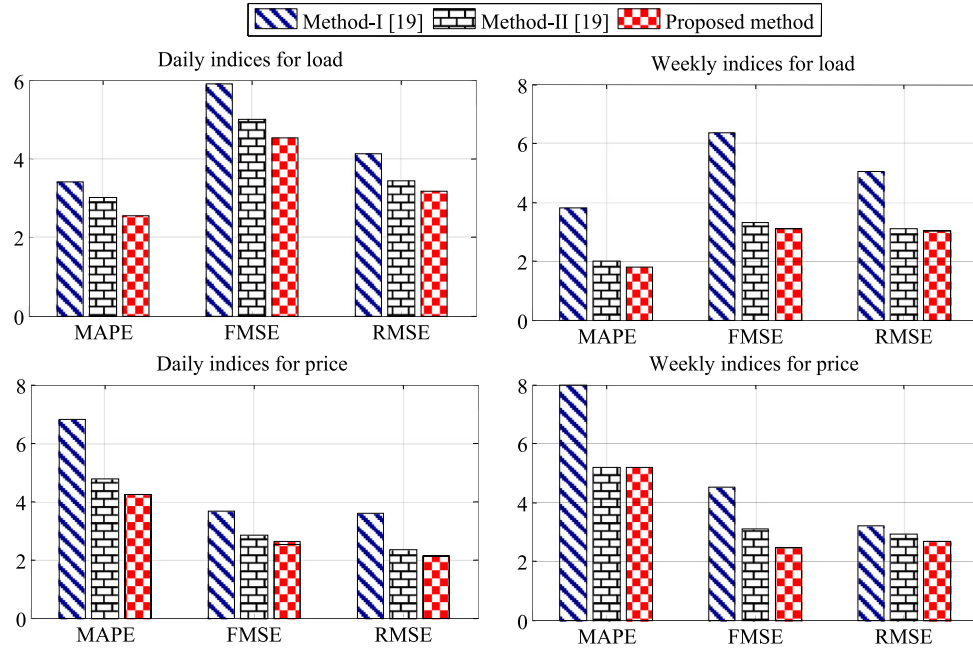 Method-I [19] Method-II [19] Proposed method
Daily indices for load
6
4
2
0
MAPE FMSE RMSE
Weekly indices for load
8
6
4
2
0
MAPE FMSE RMSE
Daily indices for price
8
6
4
2
0
MAPE FMSE RMSE
Weekly indices for price
8
6
4
2
0
MAPE FMSE RMSE